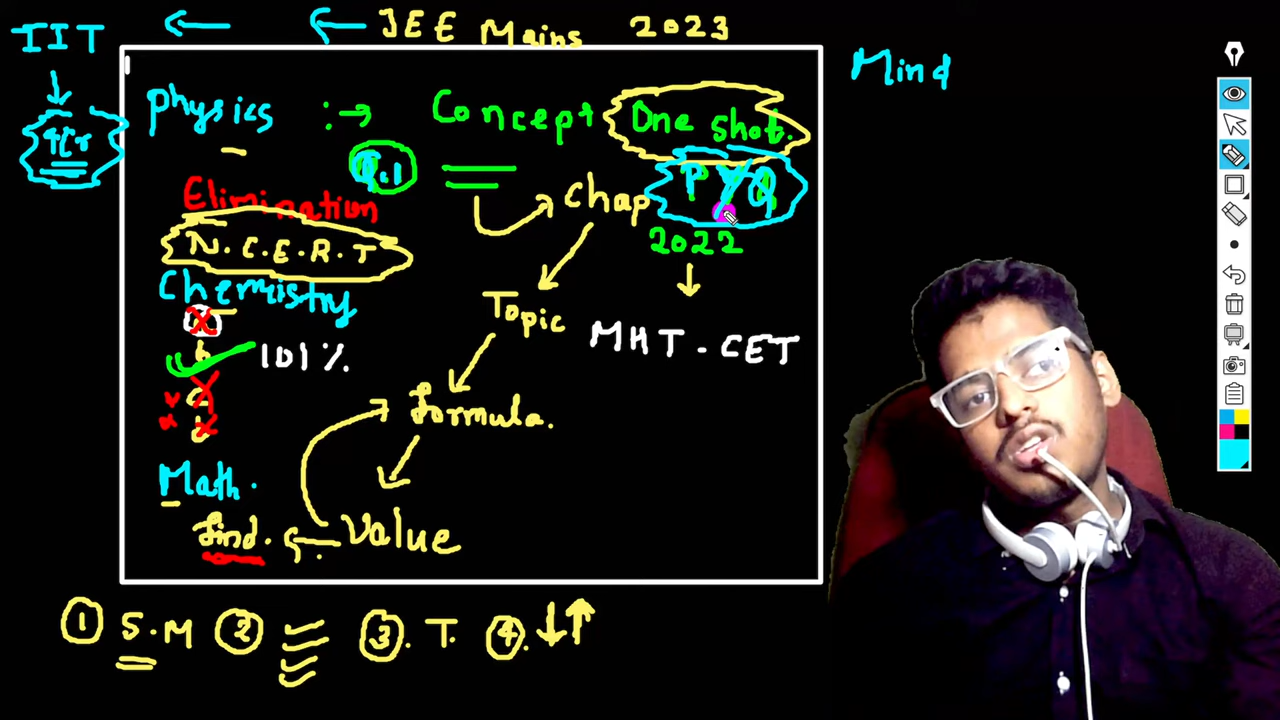 IIT ← ← JEE Mains 2023
Mind
Physics :→ Concept One shot.
Q.1
Chap PYQ
2022
Elimination
N.C.E.R.T
Chemistry
Topic
MHT-CET
101%
b
Formula.
Math.
Value
find.
① S.M ② ③. T. ④. ↓↑